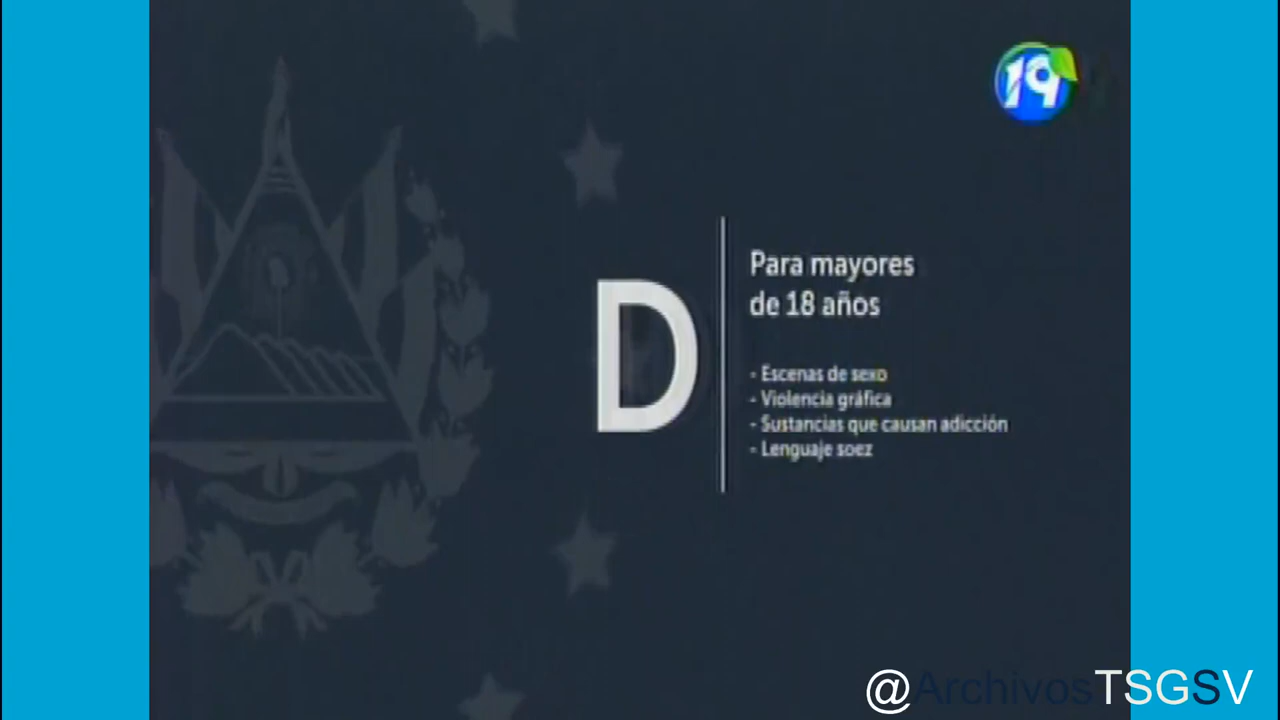 19
Para mayores
de 18 años
D
- Escenas de sexo
- Violencia gráfica
- Sustancias que causan adicción
- Lenguaje soez
@ArchivosTSGSV